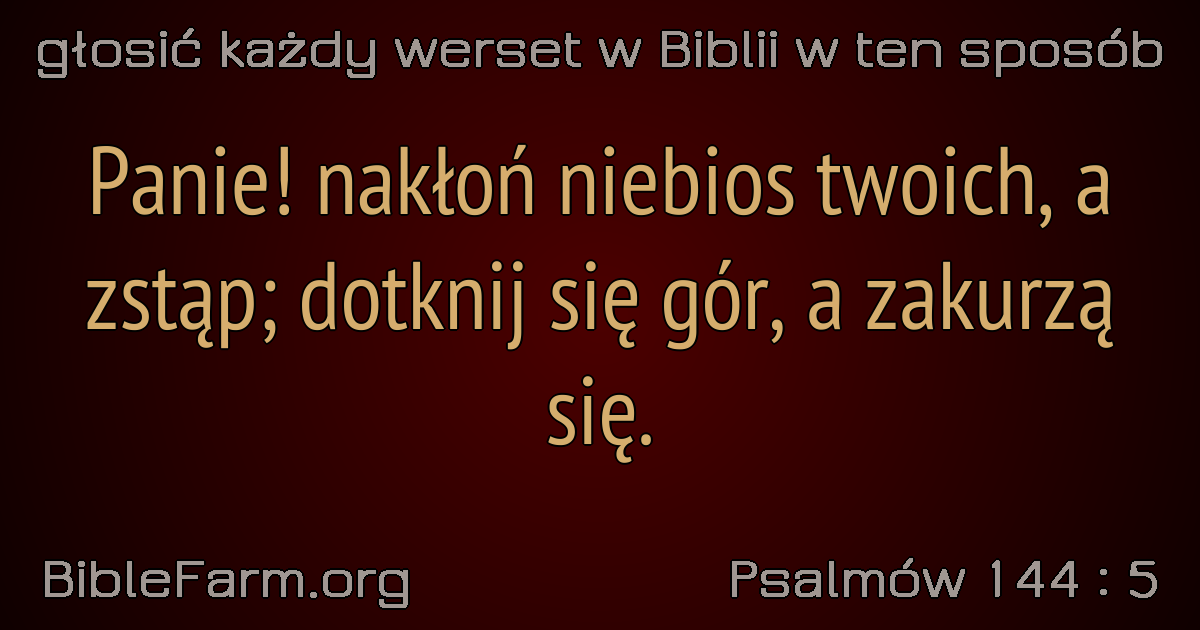 głosić każdy werset w Biblii w ten sposób
Panie! nakłoń niebios twoich, a
zstąp; dotknij się gór, a zakurzą
się.
BibleFarm.org
Psalmów 144 : 5